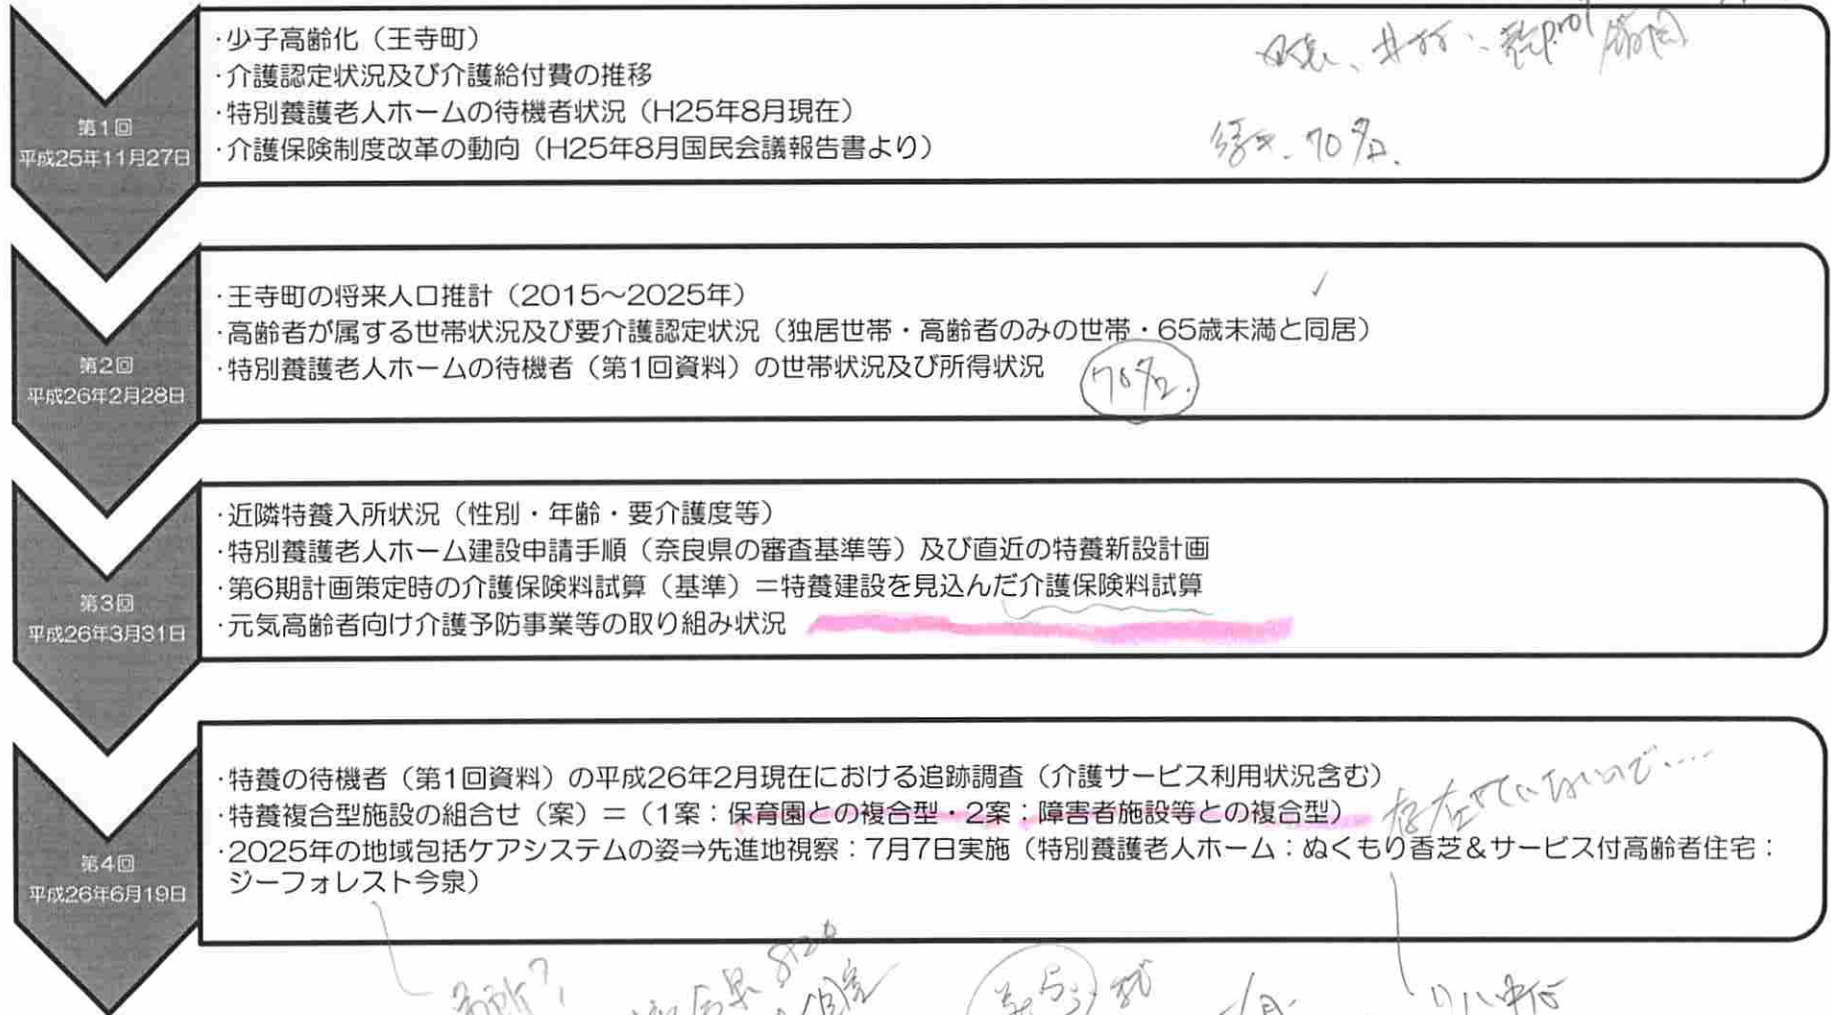 第1回
平成25年11月27日
・少子高齢化（王寺町）
・介護認定状況及び介護給付費の推移
・特別養護老人ホームの待機者状況（H25年8月現在）
・介護保険制度改革の動向（H25年8月国民会議報告書より）
70名.
第2回
平成26年2月28日
・王寺町の将来人口推計（2015～2025年）
・高齢者が属する世帯状況及び要介護認定状況（独居世帯・高齢者のみの世帯・65歳未満と同居）
・特別養護老人ホームの待機者（第1回資料）の世帯状況及び所得状況
70名.
第3回
平成26年3月31日
・近隣特養入所状況（性別・年齢・要介護度等）
・特別養護老人ホーム建設申請手順（奈良県の審査基準等）及び直近の特養新設計画
・第6期計画策定時の介護保険料試算（基準）＝特養建設を見込んだ介護保険料試算
・元気高齢者向け介護予防事業等の取り組み状況
第4回
平成26年6月19日
・特養の待機者（第1回資料）の平成26年2月現在における追跡調査（介護サービス利用状況含む）
・特養複合型施設の組合せ（案）＝（1案：保育園との複合型・2案：障害者施設等との複合型）
・2025年の地域包括ケアシステムの姿⇒先進地視察：7月7日実施（特別養護老人ホーム：ぬくもり香芝＆サービス付高齢者住宅：
ジーフォレスト今泉）